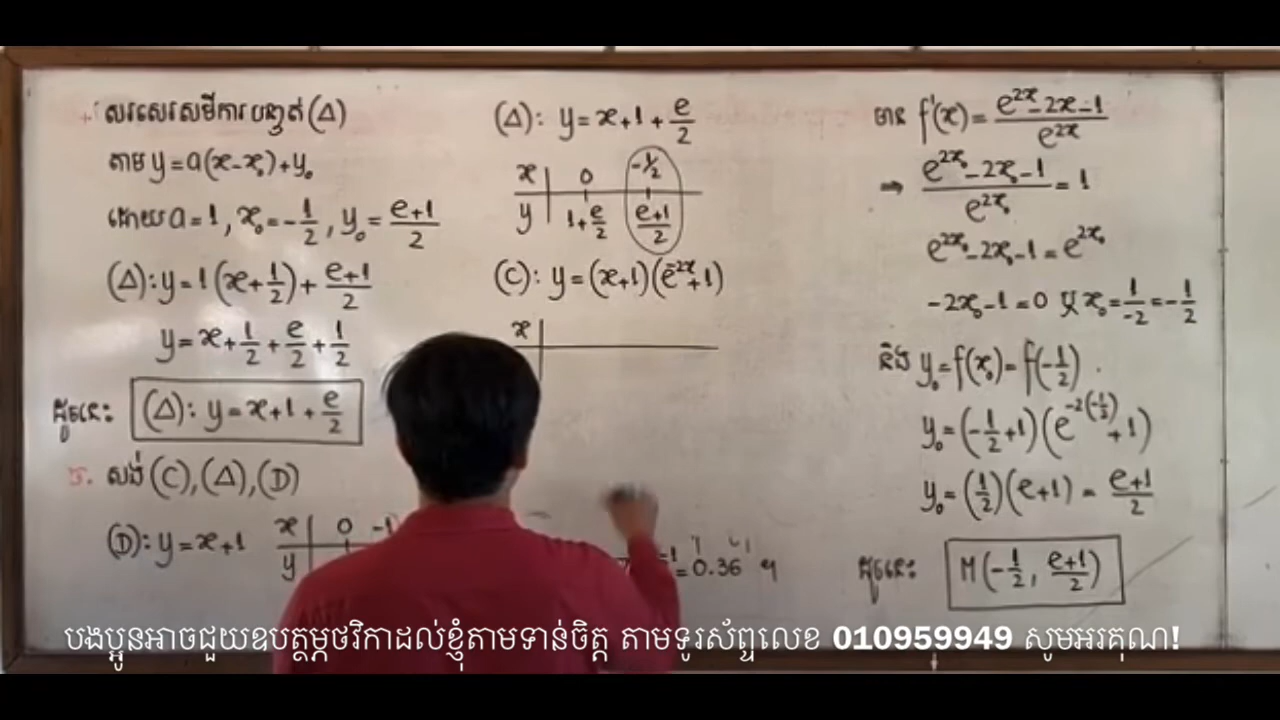 សរសេរសមីការបន្ទាត់ (Δ)
តាម y = a(x-x₀)+y₀
ដោយ a = 1, x₀ = -1/2, y₀ = (e+1)/2
(Δ): y = 1(x+1/2) + (e+1)/2
y = x + 1/2 + e/2 + 1/2
ដូចនេះ (Δ): y = x+1 + e/2
សង់ (C), (Δ), (D)
(D): y = x+1
x | 0 -1
y |
(Δ): y = x+1 + e/2
x | 0 -1/2
y | 1+e/2 (e+1)/2
(C): y = (x+1)(e⁻²ˣ+1)
x |
= 0.36
មាន f'(x) = (e²ˣ-2x-1)/e²ˣ
⇒ (e^(2x₀)-2x₀-1)/e^(2x₀) = 1
e^(2x₀)-2x₀-1 = e^(2x₀)
-2x₀-1 = 0 ឬ x₀ = 1/-2 = -1/2
និង y₀ = f(x₀) = f(-1/2).
y₀ = (-1/2+1)(e^(-2(-1/2))+1)
y₀ = (1/2)(e+1) = (e+1)/2
ដូចនេះ M(-1/2, (e+1)/2)
បងប្អូនអាចជួយឧបត្ថម្ភថវិកាដល់ខ្ញុំតាមទាន់ចិត្ត តាមទូរស័ព្ទលេខ 010959949 សូមអរគុណ!